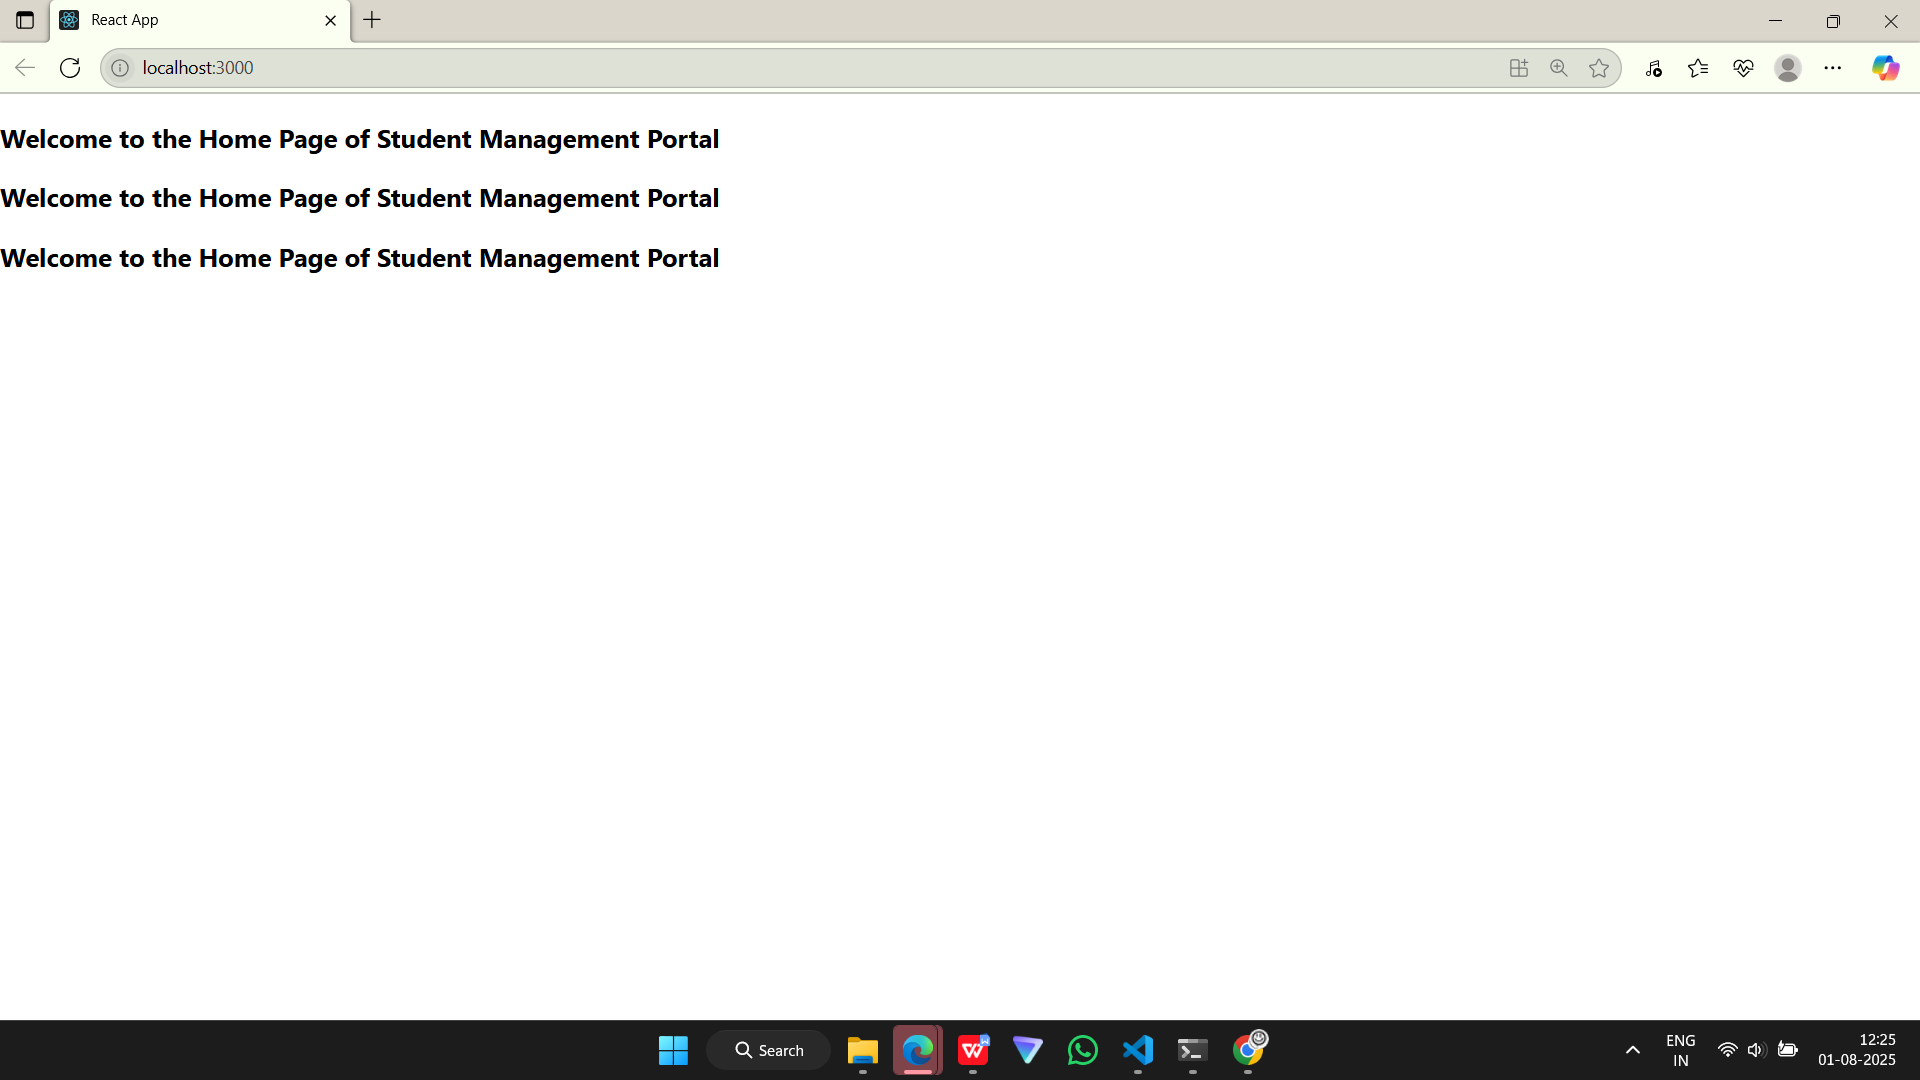 React App
localhost:3000
Welcome to the Home Page of Student Management Portal
Welcome to the Home Page of Student Management Portal
Welcome to the Home Page of Student Management Portal
Search
ENG
IN
12:25
01-08-2025